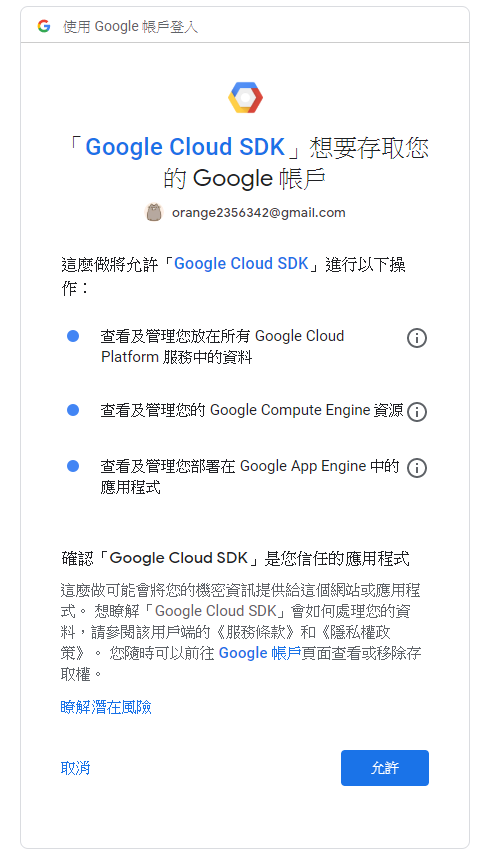 使用 Google 帳戶登入
「Google Cloud SDK」想要存取您
的 Google 帳戶
orange2356342@gmail.com
這麼做將允許「Google Cloud SDK」進行以下操
作：
查看及管理您放在所有 Google Cloud
Platform 服務中的資料
查看及管理您的 Google Compute Engine 資源
查看及管理您部署在 Google App Engine 中的
應用程式
確認「Google Cloud SDK」是您信任的應用程式
這麼做可能會將您的機密資訊提供給這個網站或應用程
式。 想瞭解「Google Cloud SDK」會如何處理您的資
料，請參閱該用戶端的《服務條款》和《隱私權政
策》。 您隨時可以前往 Google 帳戶頁面查看或移除存
取權。
瞭解潛在風險
取消
允許